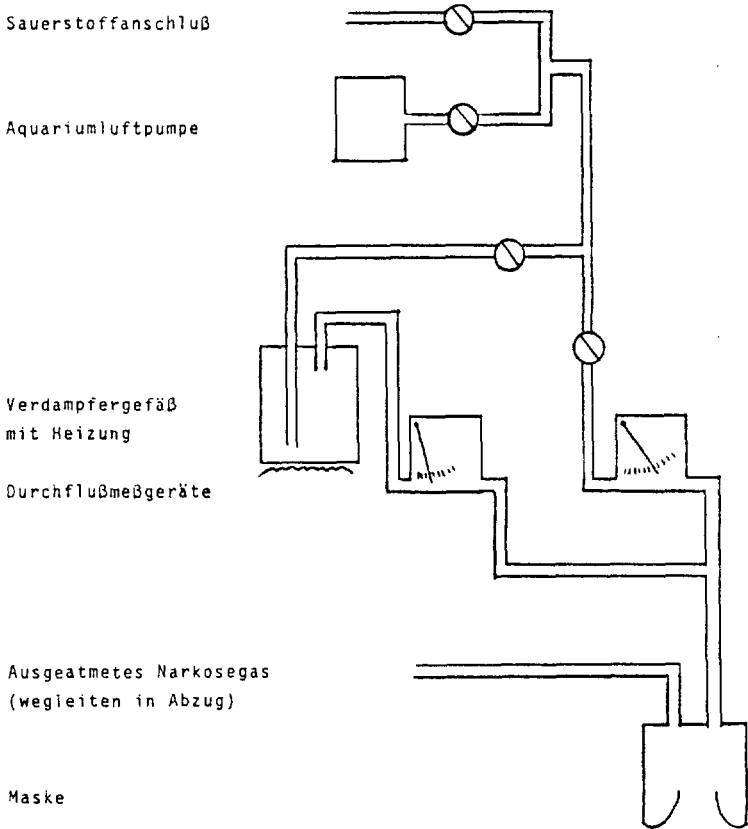 Sauerstoffanschluß
Aquariumluftpumpe
Verdampfergefäß
mit Heizung
Durchflußmeßgeräte
Ausgeatmetes Narkosegas
(wegleiten in Abzug)
Maske